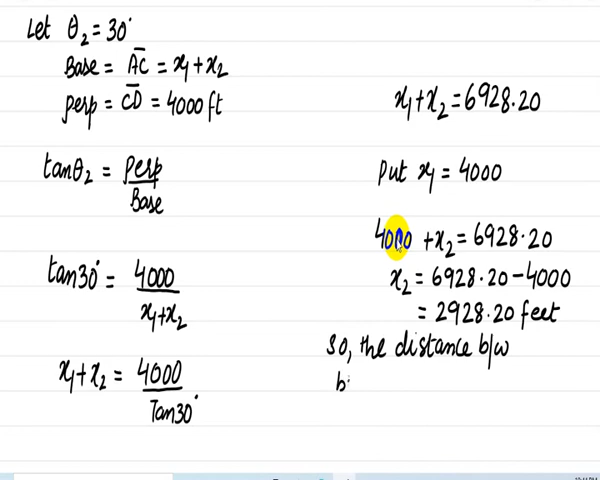 Let θ₂ = 30°
Base = A̅C̅ = x₁ + x₂
perp = C̅D̅ = 4000 ft
tanθ₂ = perp / Base
tan30° = 4000 / x₁ + x₂
x₁ + x₂ = 4000 / Tan30°
x₁ + x₂ = 6928.20
Put x₁ = 4000
4000 + x₂ = 6928.20
x₂ = 6928.20 - 4000
= 2928.20 feet
So, the distance b/w
b